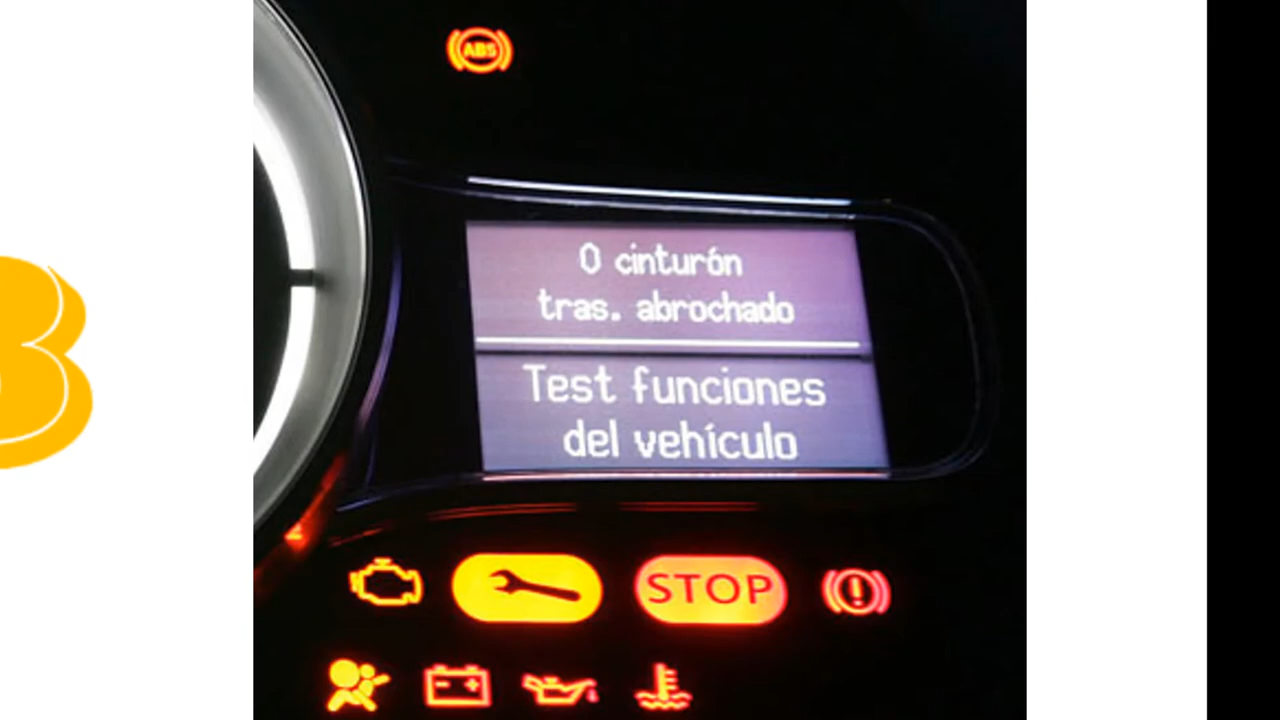 ABS
0 cinturón
tras. abrochado
Test funciones
del vehículo
STOP